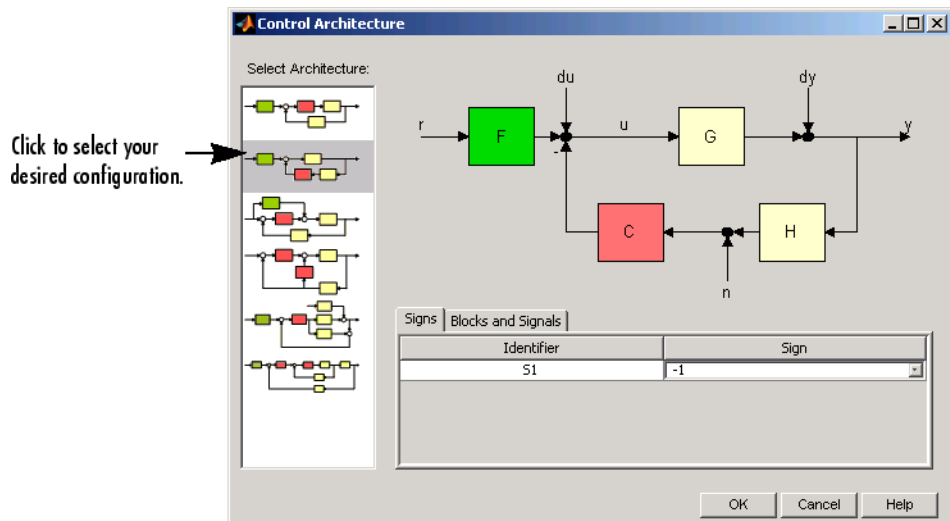 Control Architecture
Select Architecture:
Click to select your
desired configuration.
du
dy
r
F
u
G
y
-
C
H
n
Signs
Blocks and Signals
Identifier
Sign
S1
-1
OK
Cancel
Help